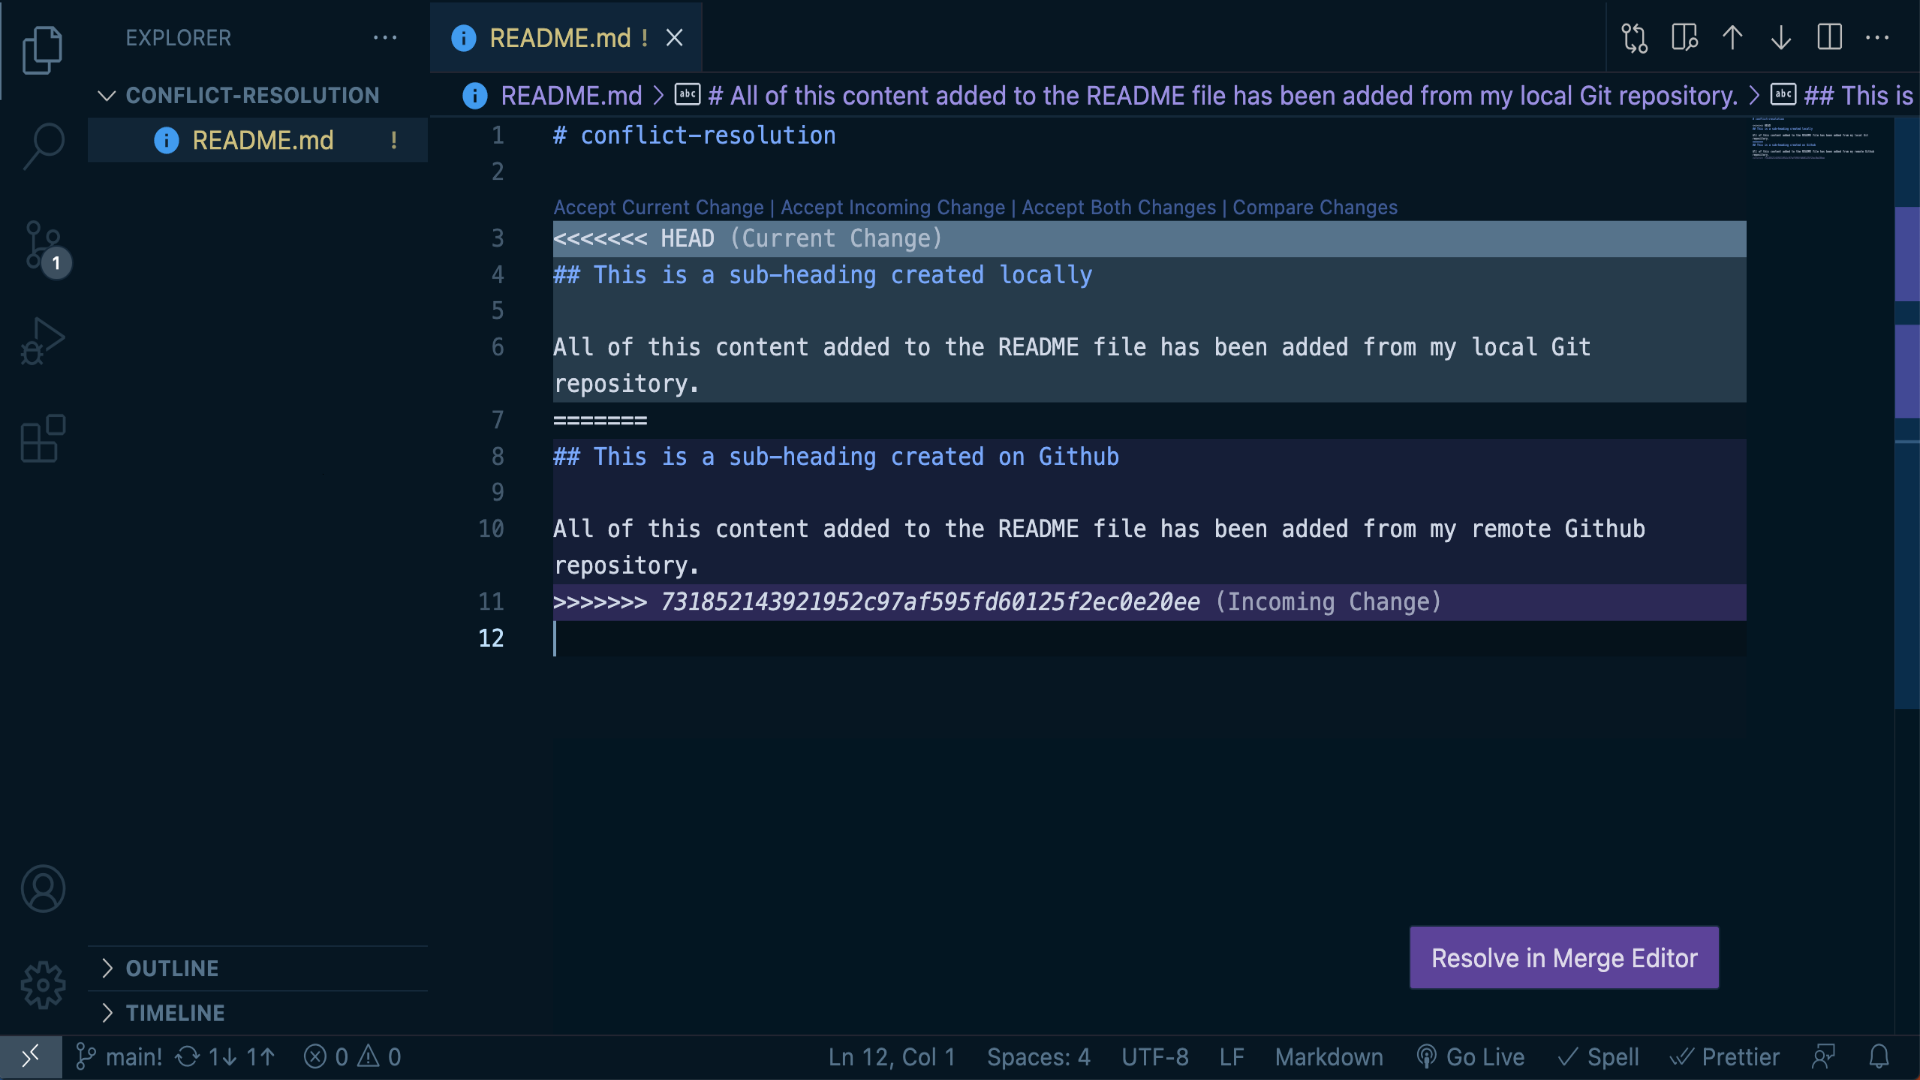 EXPLORER
CONFLICT-RESOLUTION
README.md !
1
OUTLINE
TIMELINE
README.md !
README.md > # All of this content added to the README file has been added from my local Git repository. > ## This is
1 # conflict-resolution
2
Accept Current Change | Accept Incoming Change | Accept Both Changes | Compare Changes
3 <<<<<<< HEAD (Current Change)
4 ## This is a sub-heading created locally
5
6 All of this content added to the README file has been added from my local Git
repository.
7 =======
8 ## This is a sub-heading created on Github
9
10 All of this content added to the README file has been added from my remote Github
repository.
11 >>>>>>> 731852143921952c97af595fd60125f2ec0e20ee (Incoming Change)
12
Resolve in Merge Editor
main! 1↓ 1↑ 0 0 Ln 12, Col 1 Spaces: 4 UTF-8 LF Markdown Go Live Spell Prettier